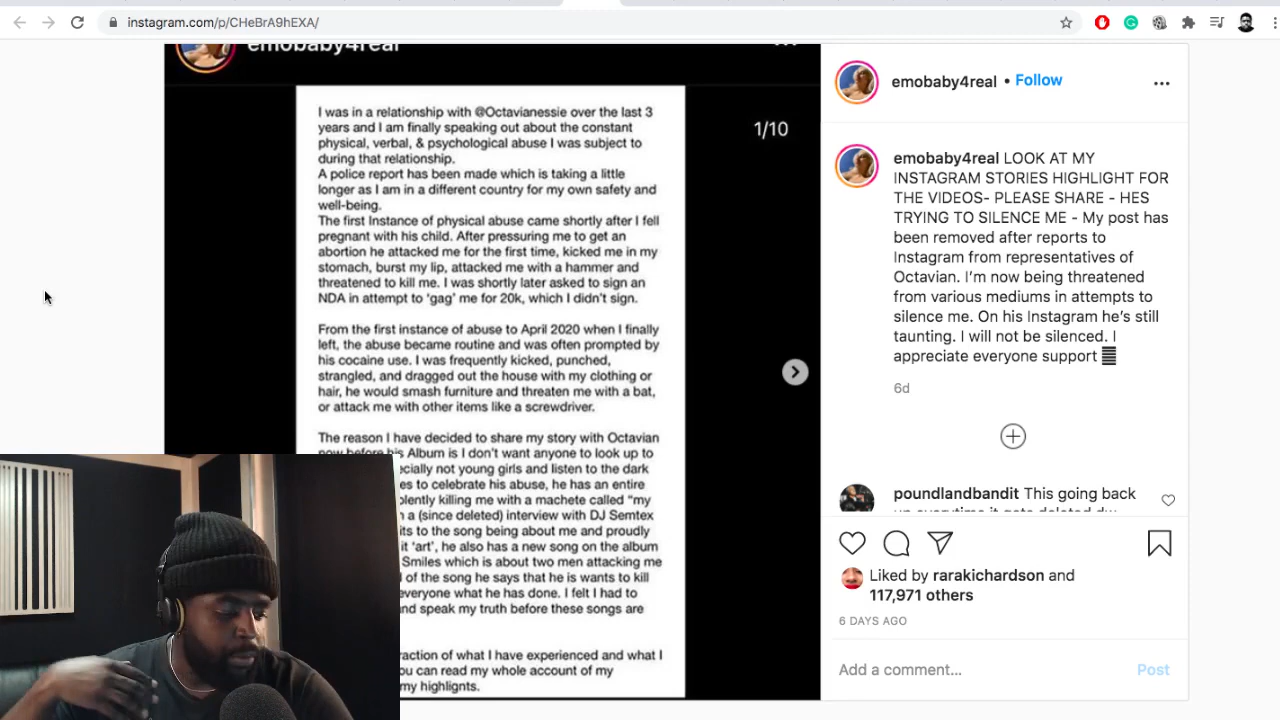 instagram.com/p/CHeBrA9hEXA/
emobaby4real
1/10
I was in a relationship with @Octavianessie over the last 3
years and I am finally speaking out about the constant
physical, verbal, & psychological abuse I was subject to
during that relationship.
A police report has been made which is taking a little
longer as I am in a different country for my own safety and
well-being.
The first Instance of physical abuse came shortly after I fell
pregnant with his child. After pressuring me to get an
abortion he attacked me for the first time, kicked me in my
stomach, burst my lip, attacked me with a hammer and
threatened to kill me. I was shortly later asked to sign an
NDA in attempt to 'gag' me for 20k, which I didn't sign.
From the first instance of abuse to April 2020 when I finally
left, the abuse became routine and was often prompted by
his cocaine use. I was frequently kicked, punched,
strangled, and dragged out the house with my clothing or
hair, he would smash furniture and threaten me with a bat,
or attack me with other items like a screwdriver.
The reason I have decided to share my story with Octavian
now before his Album is I don't want anyone to look up to
not young girls and listen to the dark
es to celebrate his abuse, he has an entire
killing me with a machete called "my
n a (since deleted) interview with DJ Semtex
its to the song being about me and proudly
it 'art', he also has a new song on the album
Smiles which is about two men attacking me
of the song he says that he is wants to kill
everyone what he has done. I felt I had to
nd speak my truth before these songs are
raction of what I have experienced and what I
ou can read my whole account of my
my highlights.
emobaby4real • Follow
emobaby4real LOOK AT MY
INSTAGRAM STORIES HIGHLIGHT FOR
THE VIDEOS- PLEASE SHARE - HES
TRYING TO SILENCE ME - My post has
been removed after reports to
Instagram from representatives of
Octavian. I'm now being threatened
from various mediums in attempts to
silence me. On his Instagram he's still
taunting. I will not be silenced. I
appreciate everyone support
6d
poundlandbandit This going back
up everytime it gets deleted dw
Liked by rarakichardson and
117,971 others
6 DAYS AGO
Add a comment...
Post